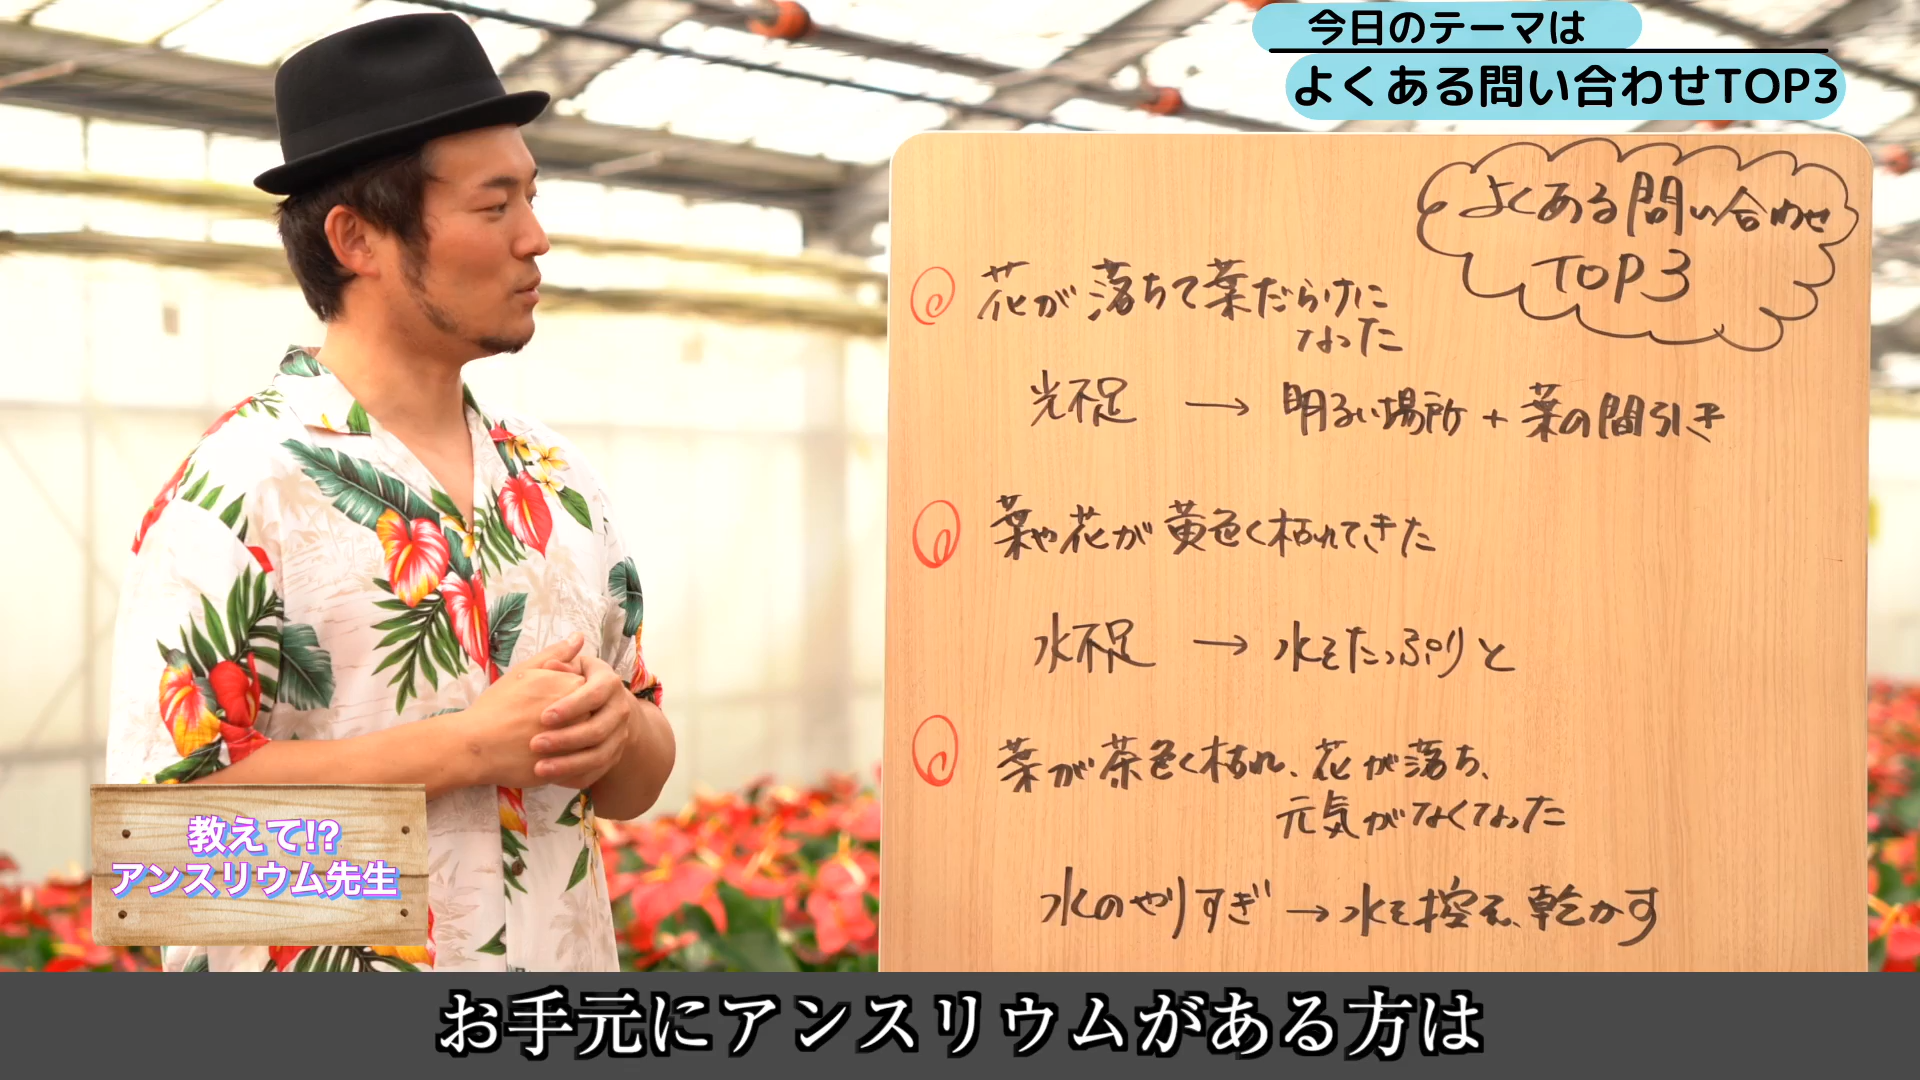 今日のテーマは
よくある問い合わせTOP3
よくある問い合わせ
TOP3
花が落ちて葉だらけに
なった
光不足 → 明るい場所 + 葉の間引き
葉や花が黄色く枯れてきた
水不足 → 水をたっぷりと
葉が茶色く枯れ、花が落ち、
元気がなくなった
水のやりすぎ → 水を控え、乾かす
教えて!?
アンスリウム先生
お手元にアンスリウムがある方は